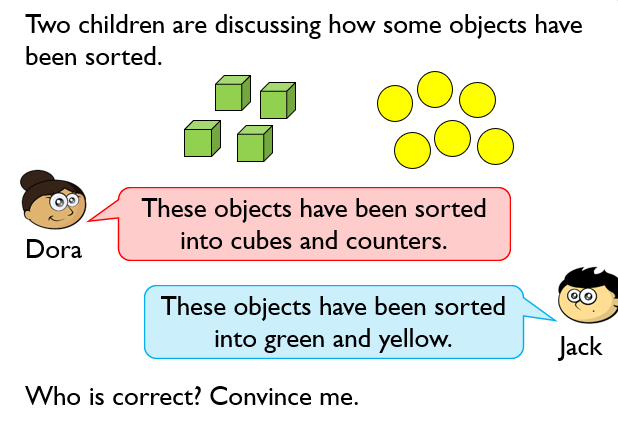 Two children are discussing how some objects have
been sorted.
These objects have been sorted
into cubes and counters.
Dora
These objects have been sorted
into green and yellow.
Jack
Who is correct? Convince me.